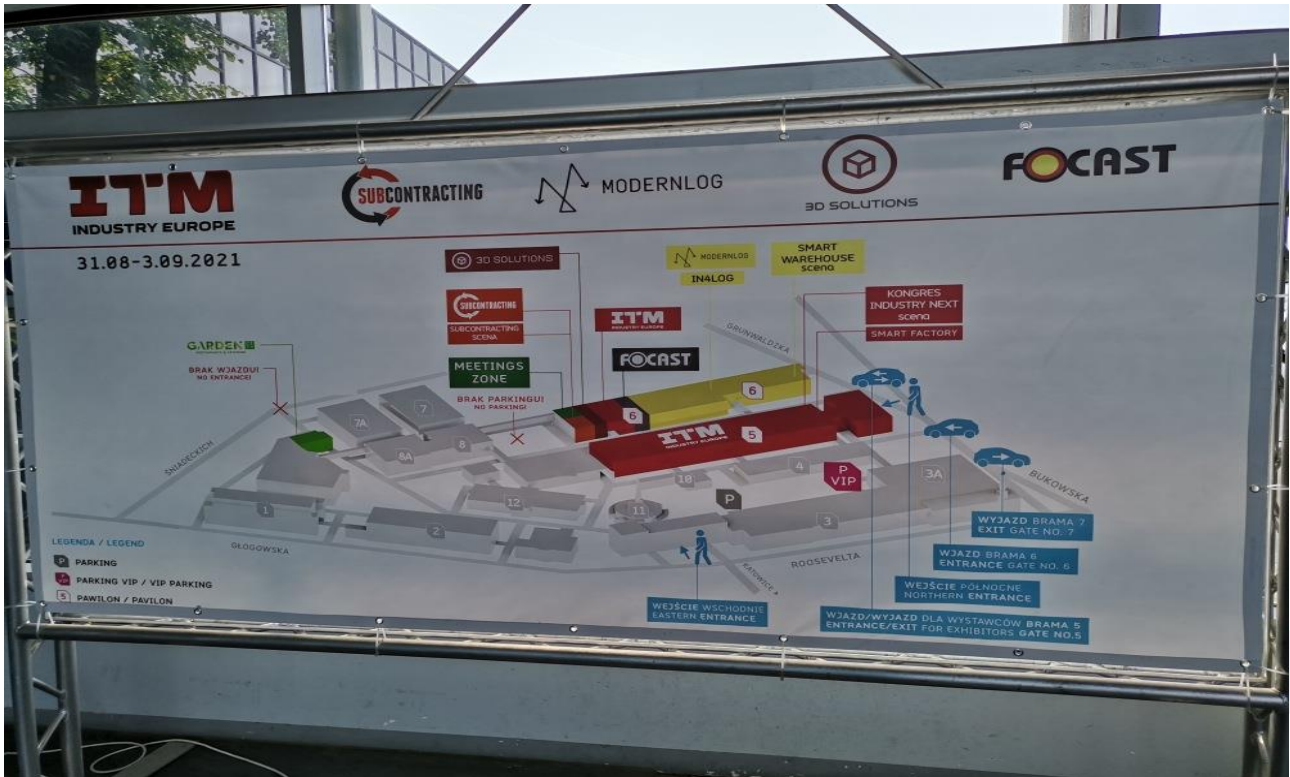 ITM
INDUSTRY EUROPE
SUBCONTRACTING
MODERNLOG
3D SOLUTIONS
FOCAST
31.08-3.09.2021
3D SOLUTIONS
SUBCONTRACTING
SUBCONTRACTING
SCENA
ITM
INDUSTRY EUROPE
FOCAST
MODERNLOG
IN4LOG
SMART
WAREHOUSE
scena
KONGRES
INDUSTRY NEXT
scena
SMART FACTORY
GARDEN
BRAK WJAZDU!
NO ENTRANCE!
MEETINGS
ZONE
BRAK PARKINGU!
NO PARKING!
GRUNWALDZKA
ŚNIADECKICH
7A
7
8A
8
6
6
ITM
INDUSTRY EUROPE
5
4
10
P
P
VIP
3A
BUKOWSKA
1
2
12
11
3
GŁOGOWSKA
ROOSEVELTA
KATOWICE
WYJAZD BRAMA 7
EXIT GATE NO. 7
WJAZD BRAMA 6
ENTRANCE GATE NO. 6
WEJŚCIE PÓŁNOCNE
NORTHERN ENTRANCE
WEJŚCIE WSCHODNIE
EASTERN ENTRANCE
WJAZD/WYJAZD DLA WYSTAWCÓW BRAMA 5
ENTRANCE/EXIT FOR EXHIBITORS GATE NO.5
LEGENDA / LEGEND
P PARKING
P VIP PARKING VIP / VIP PARKING
5 PAWILON / PAVILON